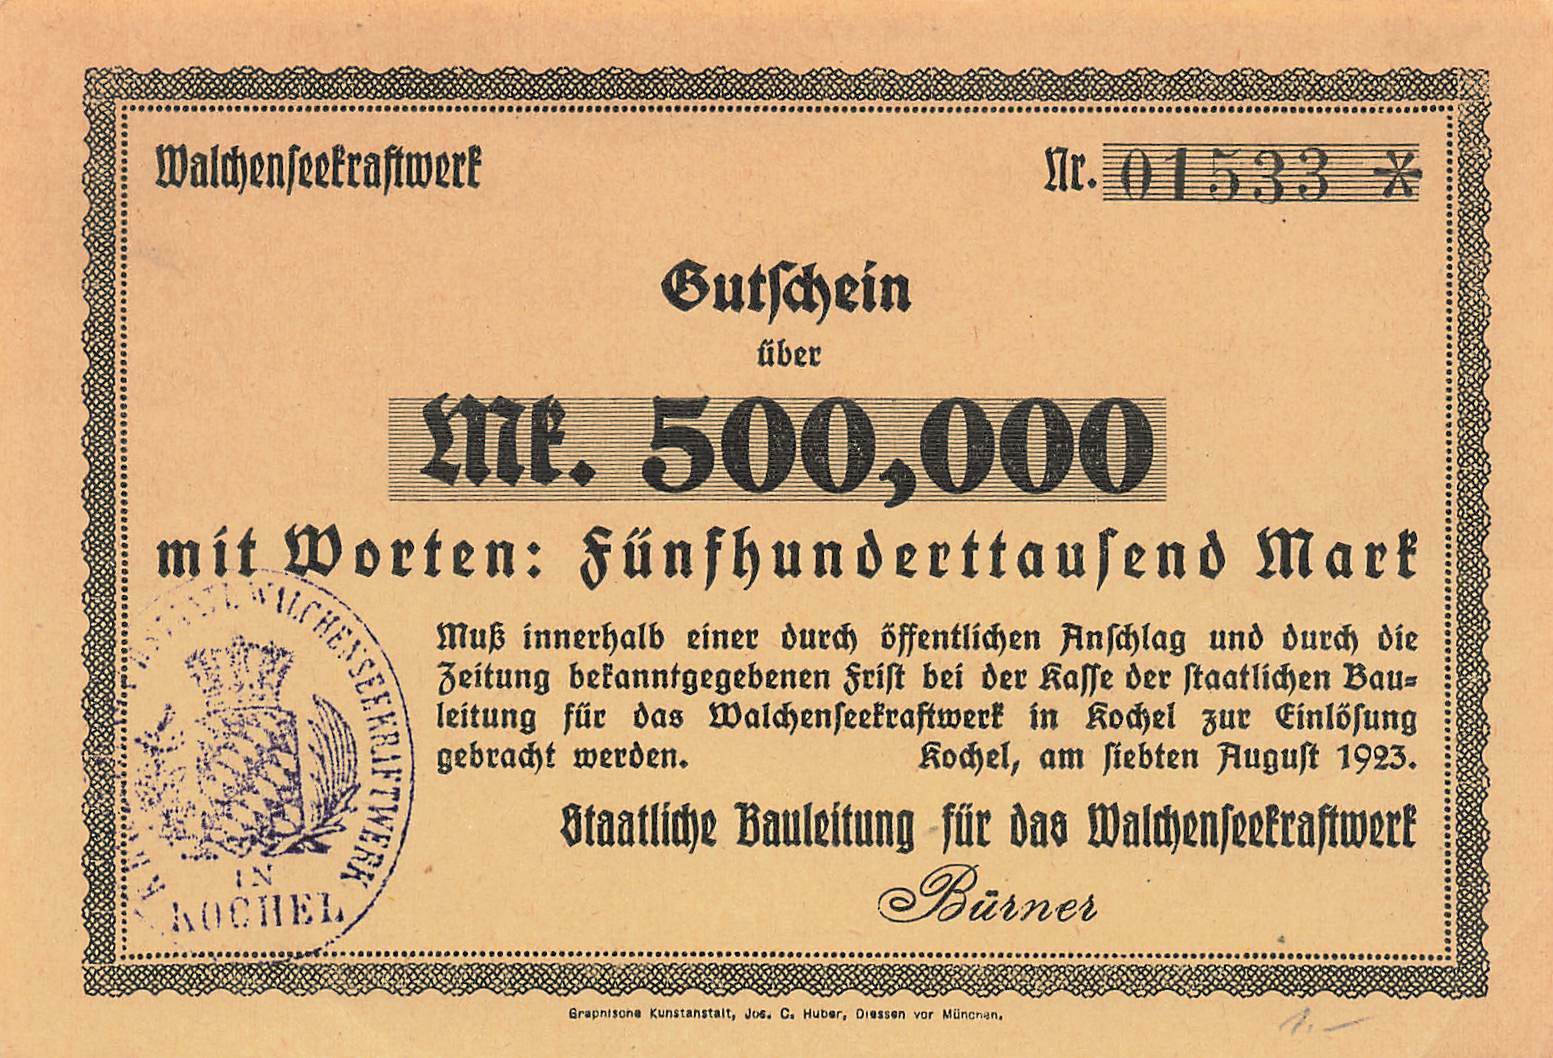 Walchenseekraftwerk
Nr. 01533 *
Gutschein
über
Mk. 500,000
mit Worten: Fünfhunderttausend Mark
Muß innerhalb einer durch öffentlichen Anschlag und durch die
Zeitung bekanntgegebenen Frist bei der Kasse der staatlichen Bau-
leitung für das Walchenseekraftwerk in Kochel zur Einlösung
gebracht werden. Kochel, am siebten August 1923.
Staatliche Bauleitung für das Walchenseekraftwerk
Bürner
WALCHENSEEKRAFTWERK
IN
KOCHEL
Graphische Kunstanstalt, Jos. C. Huber, Diessen vor München.
1.-